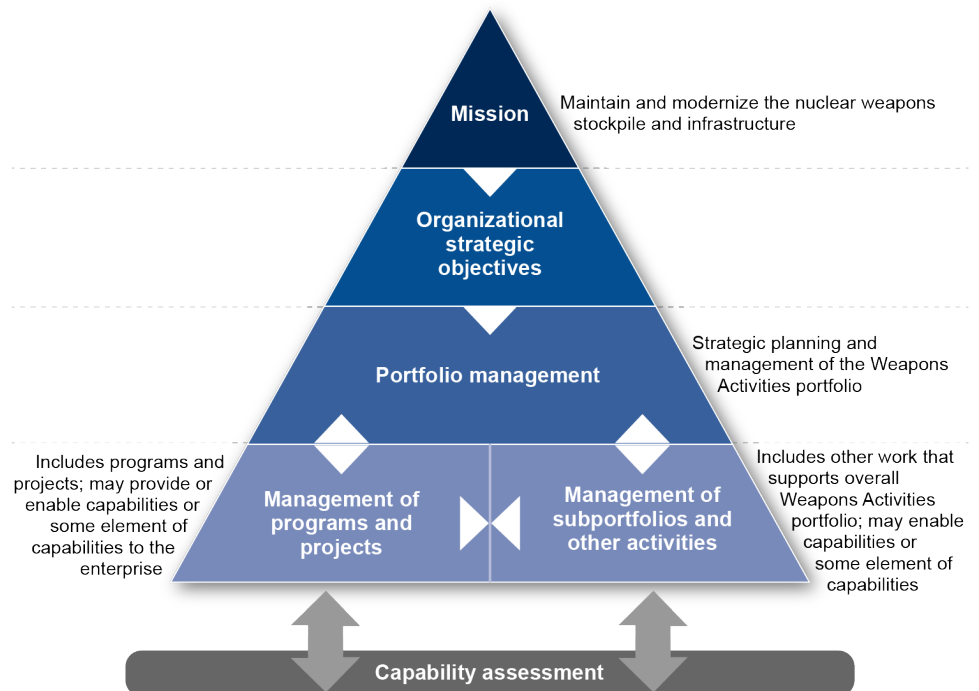 Mission
Maintain and modernize the nuclear weapons
stockpile and infrastructure
Organizational
strategic
objectives
Portfolio management
Strategic planning and
management of the Weapons
Activities portfolio
Includes programs and
projects; may provide or
enable capabilities or
some element of
capabilities to the
enterprise
Management of
programs and
projects
Management of
subportfolios and
other activities
Includes other work that
supports overall
Weapons Activities
portfolio; may enable
capabilities or
some element of
capabilities
Capability assessment